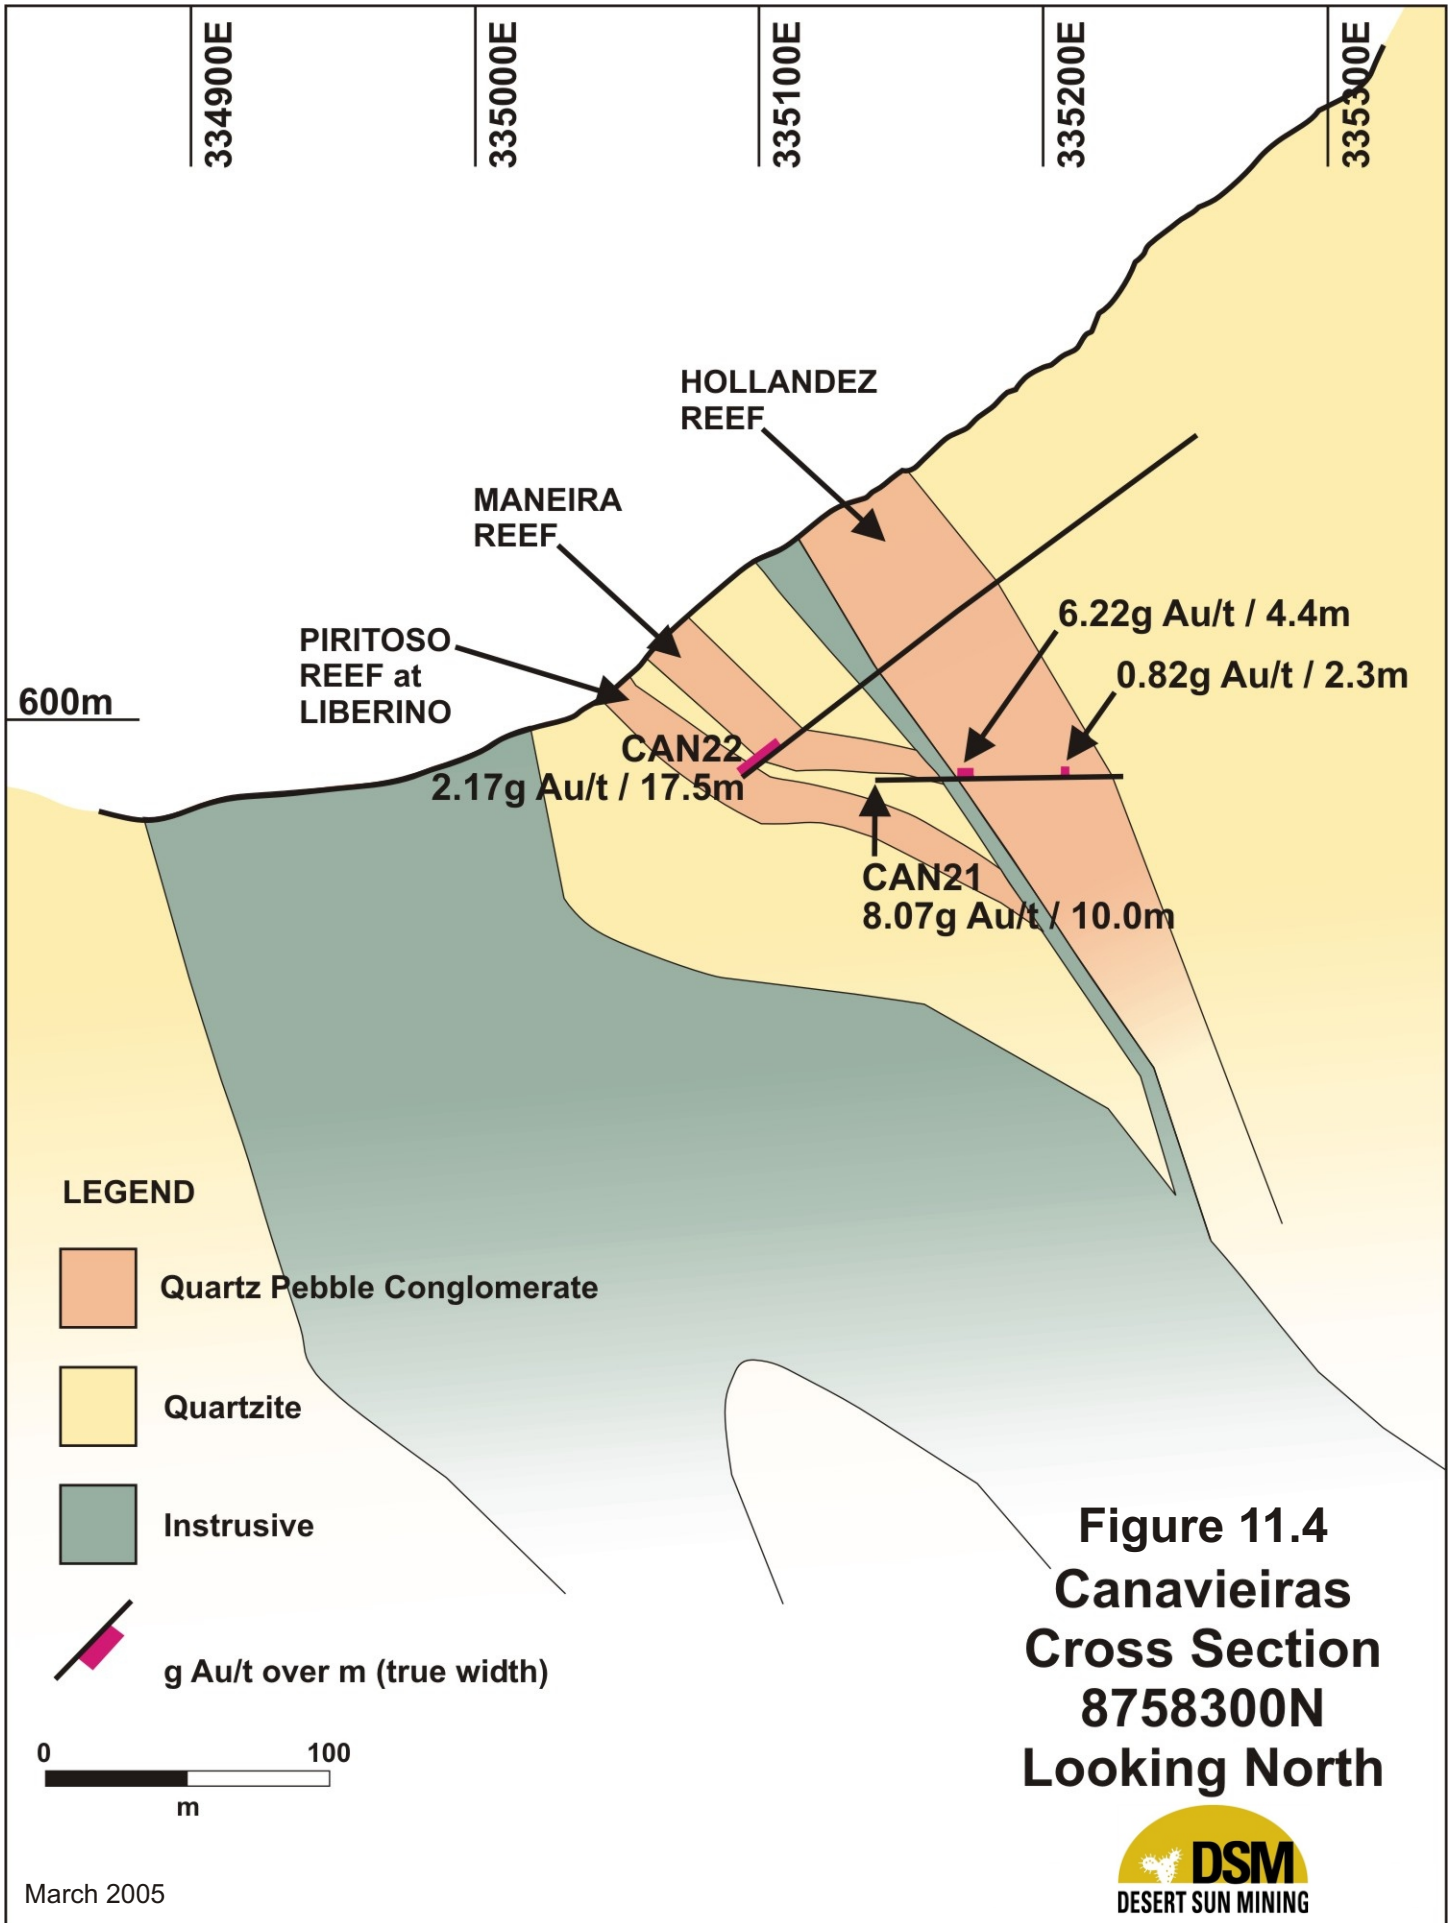 334900E
335000E
335100E
335200E
335300E
HOLLANDEZ
REEF
MANEIRA
REEF
6.22g Au/t / 4.4m
PIRITOSO
REEF at
LIBERINO
0.82g Au/t / 2.3m
600m
CAN22
2.17g Au/t / 17.5m
CAN21
8.07g Au/t / 10.0m
LEGEND
Quartz Pebble Conglomerate
Quartzite
Instrusive
g Au/t over m (true width)
0 100
m
Figure 11.4
Canavieiras
Cross Section
8758300N
Looking North
DSM
DESERT SUN MINING
March 2005